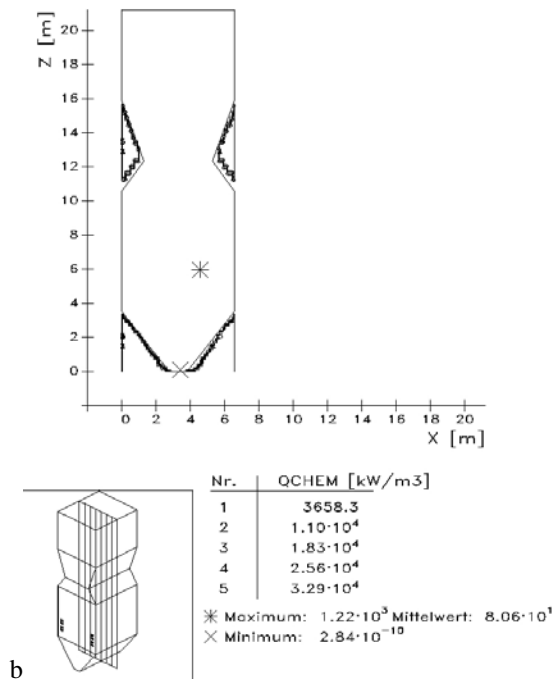 Z [m]
20
18
16
14
12
10
8
6
4
2
0
0 2 4 6 8 10 12 14 16 18 20
X [m]
Nr. QCHEM [kW/m3]
1 3658.3
2 1.10·10⁴
3 1.83·10⁴
4 2.56·10⁴
5 3.29·10⁴
Maximum: 1.22·10³ Mittelwert: 8.06·10¹
Minimum: 2.84·10⁻¹⁰
b